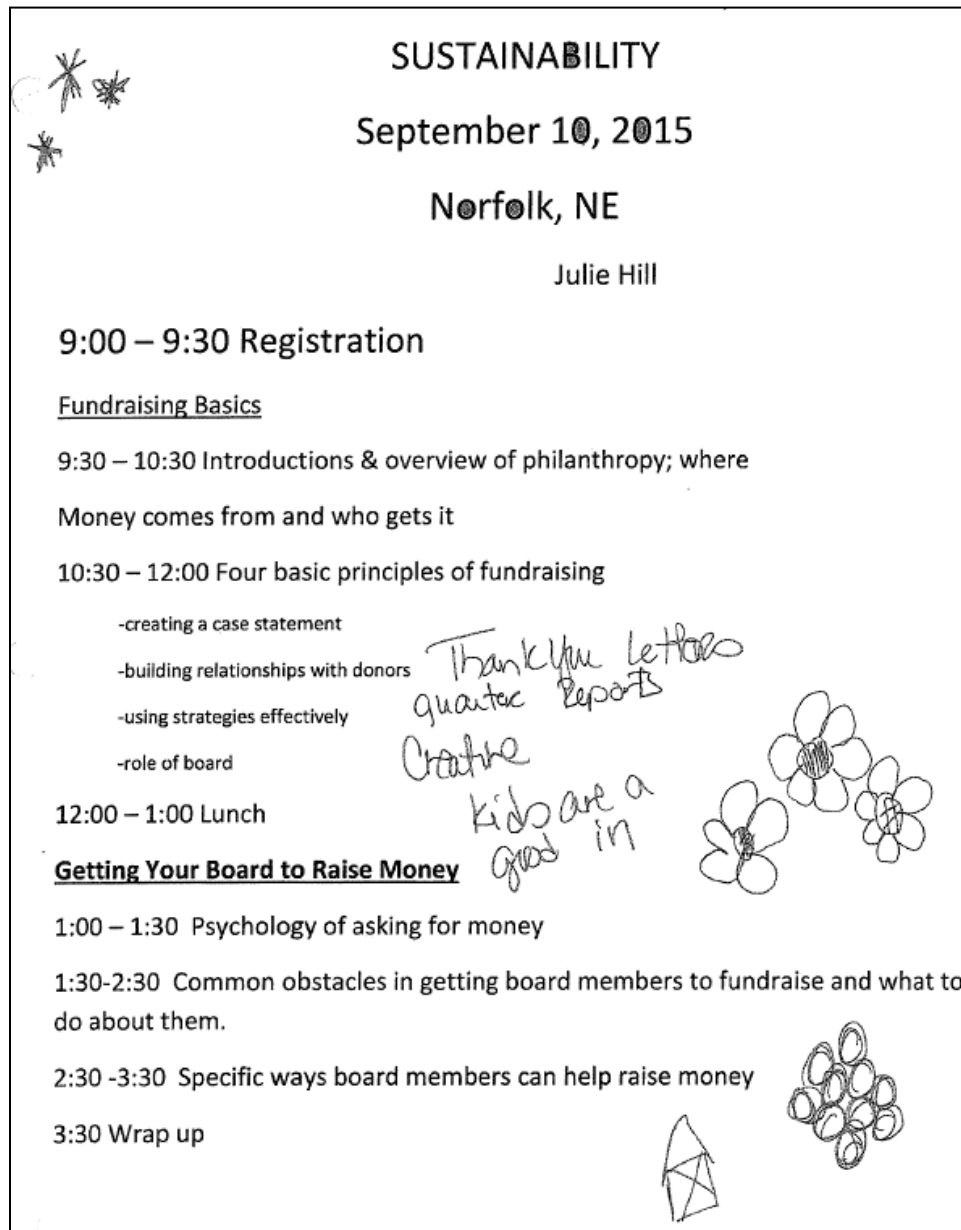 SUSTAINABILITY
September 10, 2015
Norfolk, NE
Julie Hill
9:00 – 9:30 Registration
Fundraising Basics
9:30 – 10:30 Introductions & overview of philanthropy; where
Money comes from and who gets it
10:30 – 12:00 Four basic principles of fundraising
-creating a case statement
-building relationships with donors
-using strategies effectively
-role of board
Thank You Letters
Reports
Creative
kids are a
good in
12:00 – 1:00 Lunch
Getting Your Board to Raise Money
1:00 – 1:30 Psychology of asking for money
1:30-2:30 Common obstacles in getting board members to fundraise and what to
do about them.
2:30 -3:30 Specific ways board members can help raise money
3:30 Wrap up